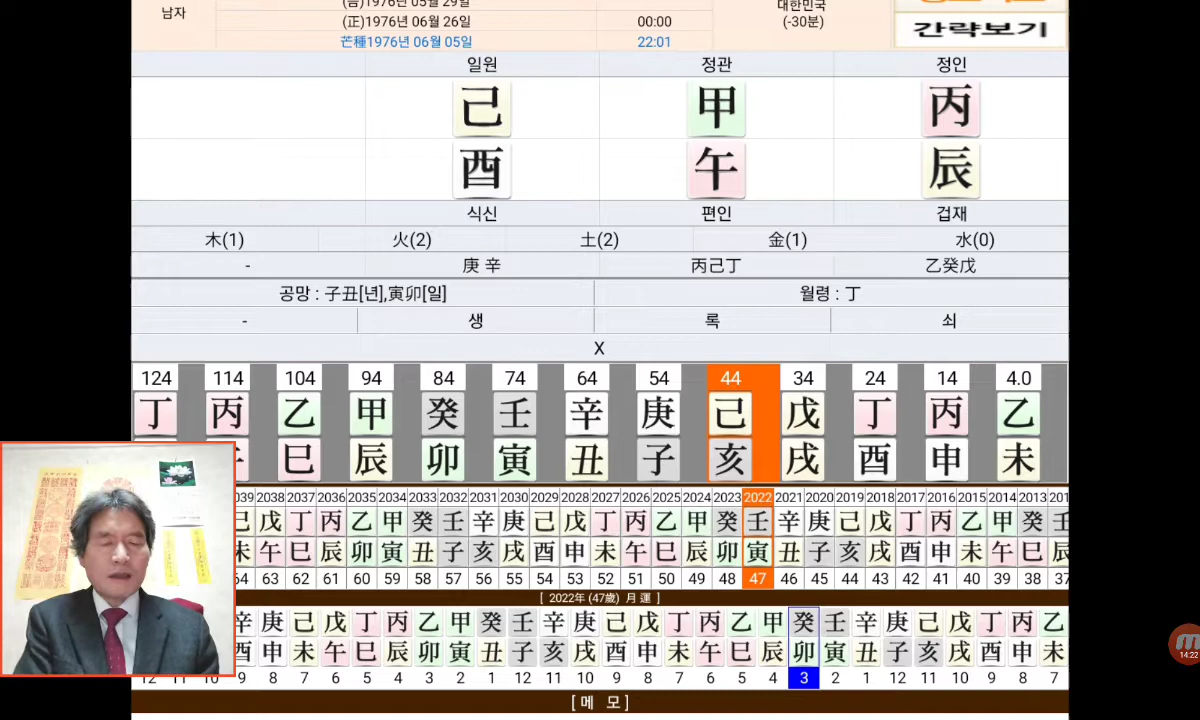 남자
(음)1976년 05월 29일
대한민국
(正)1976년 06월 26일 00:00 (-30분)
간략보기
芒種1976년 06월 05일 22:01
일원 정관 정인
己 甲 丙
酉 午 辰
식신 편인 겁재
木(1) 火(2) 土(2) 金(1) 水(0)
- 庚 辛 丙己丁 乙癸戊
공망 : 子丑[년],寅卯[일] 월령 : 丁
- 생 록 쇠
X
124 114 104 94 84 74 64 54 44 34 24 14 4.0
丁 丙 乙 甲 癸 壬 辛 庚 己 戊 丁 丙 乙
巳 辰 卯 寅 丑 子 亥 戌 酉 申 未
2038 2037 2036 2035 2034 2033 2032 2031 2030 2029 2028 2027 2026 2025 2024 2023 2022 2021 2020 2019 2018 2017 2016 2015 2014 2013
戊 丁 丙 乙 甲 癸 壬 辛 庚 己 戊 丁 丙 乙 甲 癸 壬 辛 庚 己 戊 丁 丙 乙 甲 癸 壬
未 午 巳 辰 卯 寅 丑 子 亥 戌 酉 申 未 午 巳 辰 卯 寅 丑 子 亥 戌 酉 申 未 午 巳 辰
64 63 62 61 60 59 58 57 56 55 54 53 52 51 50 49 48 47 46 45 44 43 42 41 40 39 38 37
[ 2022年 (47歲) 月 運 ]
辛 庚 己 戊 丁 丙 乙 甲 癸 壬 辛 庚 己 戊 丁 丙 乙 甲 癸 壬 辛 庚 己 戊 丁 丙 乙
酉 申 未 午 巳 辰 卯 寅 丑 子 亥 戌 酉 申 未 午 巳 辰 卯 寅 丑 子 亥 戌 酉 申 未
12 11 10 9 8 7 6 5 4 3 2 1 12 11 10 9 8 7 6 5 4 3 2 1 12 11 10 9 8 7
[ 메 모 ]
14:22